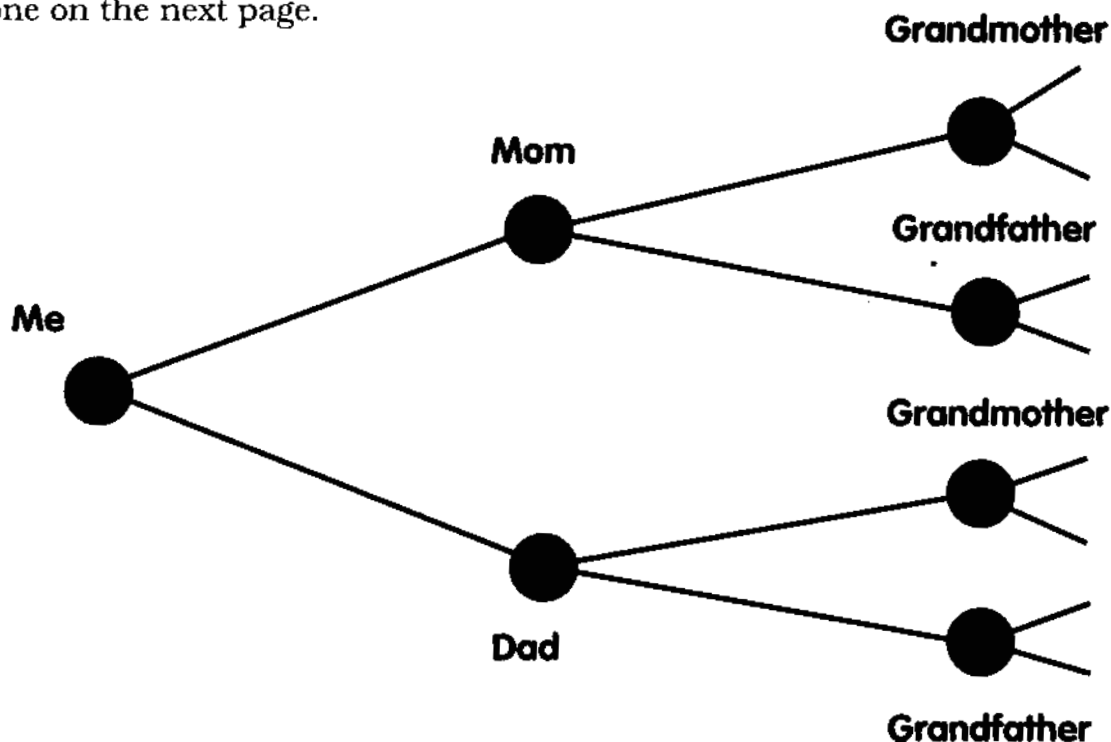 one on the next page.
Grandmother
Mom
Grandfather
Me
Grandmother
Dad
Grandfather